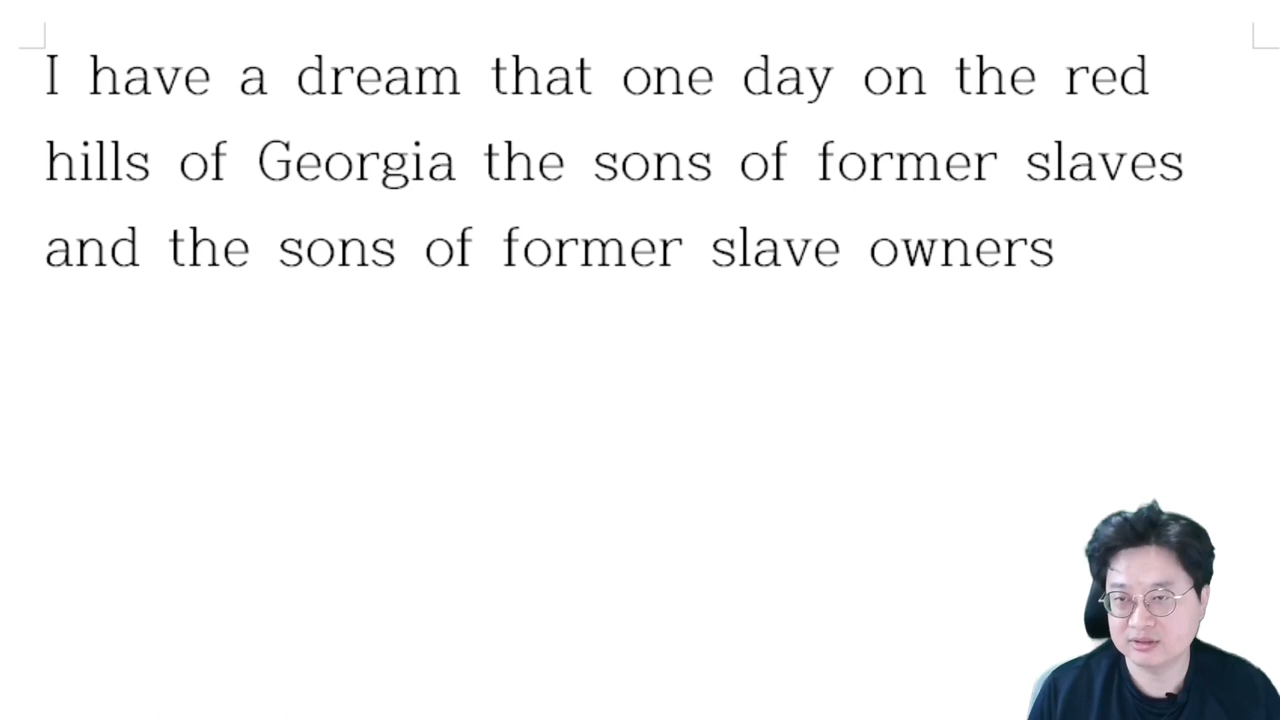 I have a dream that one day on the red
hills of Georgia the sons of former slaves
and the sons of former slave owners